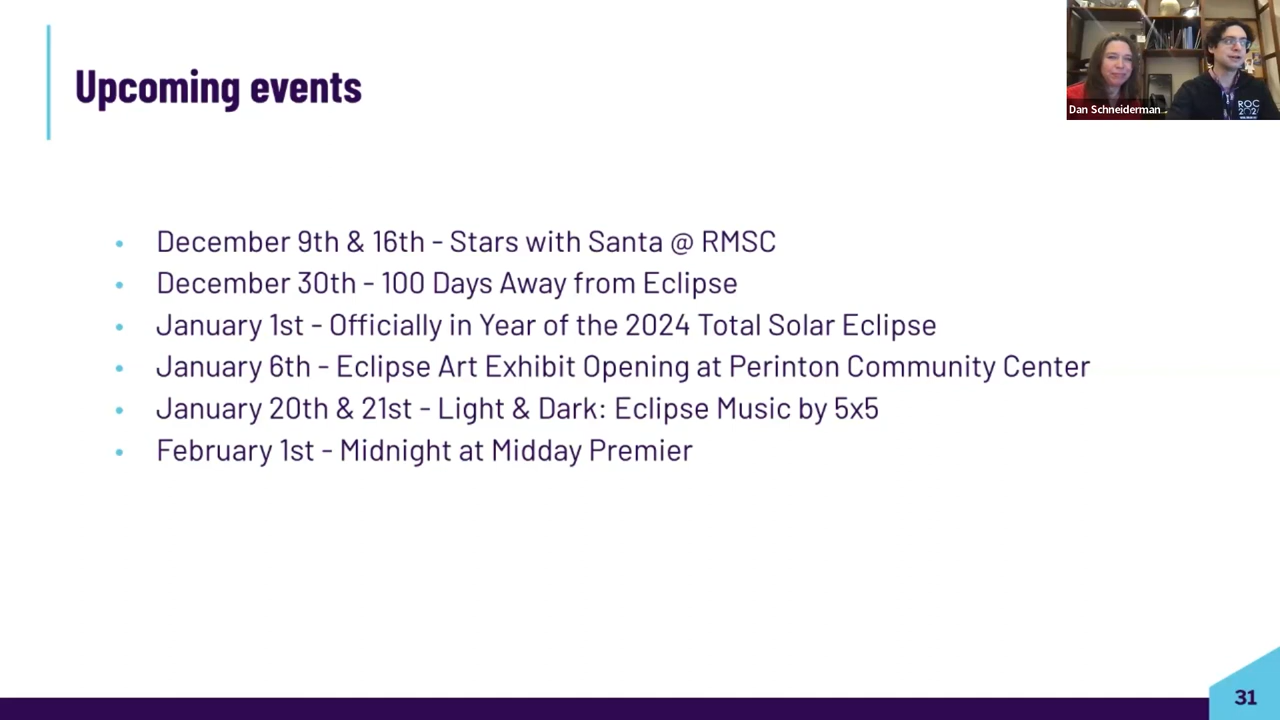 Upcoming events
Dan Schneiderman
ROC
• December 9th & 16th - Stars with Santa @ RMSC
• December 30th - 100 Days Away from Eclipse
• January 1st - Officially in Year of the 2024 Total Solar Eclipse
• January 6th - Eclipse Art Exhibit Opening at Perinton Community Center
• January 20th & 21st - Light & Dark: Eclipse Music by 5x5
• February 1st - Midnight at Midday Premier
31